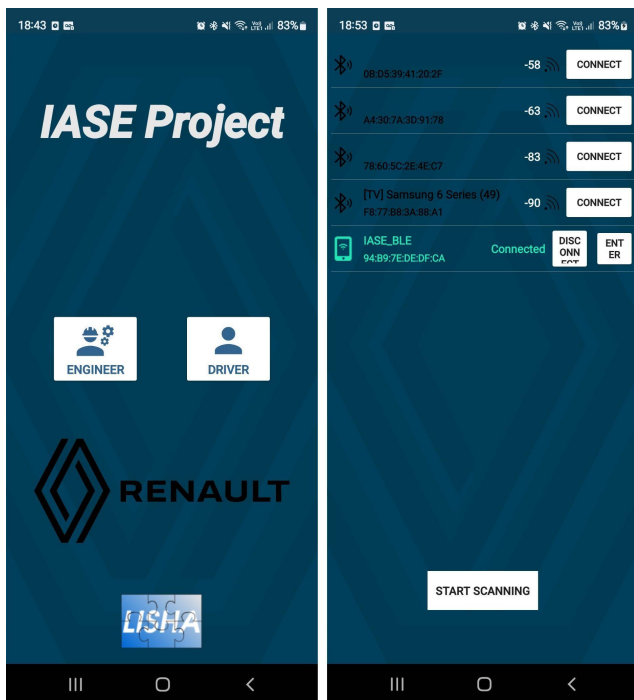 18:43
83%
IASE Project
ENGINEER
DRIVER
RENAULT
LISHA
18:53
83%
-58
CONNECT
0B:D5:39:41:20:2F
-63
CONNECT
A4:30:7A:3D:91:78
-83
CONNECT
78:60:5C:2E:4E:C7
[TV] Samsung 6 Series (49)
-90
CONNECT
F8:77:B8:3A:88:A1
IASE_BLE
94:B9:7E:DE:DF:CA
Connected
DISC
ONN
ECT
ENT
ER
START SCANNING